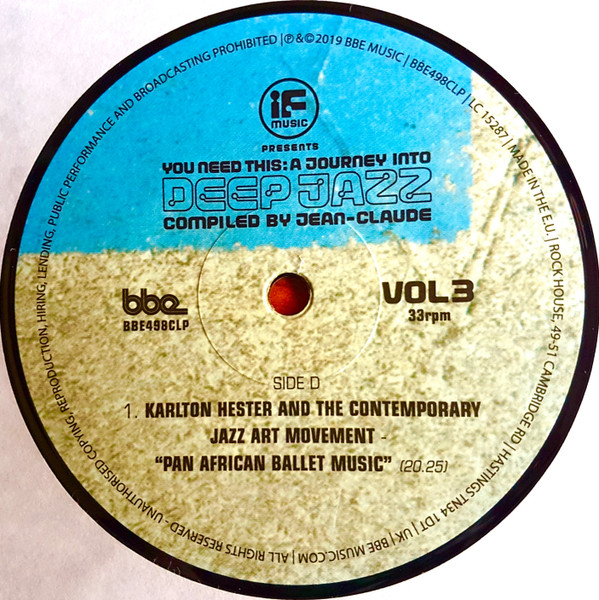 iF
MUSIC
PRESENTS
YOU NEED THIS: A JOURNEY INTO
DEEP JAZZ
COMPILED BY JEAN-CLAUDE
bbe
BBE498CLP
VOL3
33rpm
SIDE D
1. KARLTON HESTER AND THE CONTEMPORARY
JAZZ ART MOVEMENT -
"PAN AFRICAN BALLET MUSIC" (20.25)
UNAUTHORISED COPYING, REPRODUCTION, HIRING, LENDING, PUBLIC PERFORMANCE AND BROADCASTING PROHIBITED | ℗&©2019 BBE MUSIC | BBE498CLP | LC 15287 | MADE IN THE E.U. | ROCK HOUSE, 49-51 CAMBRIDGE RD | HASTINGS TN34 1DT | UK | BBE MUSIC.COM | ALL RIGHTS RESERVED -